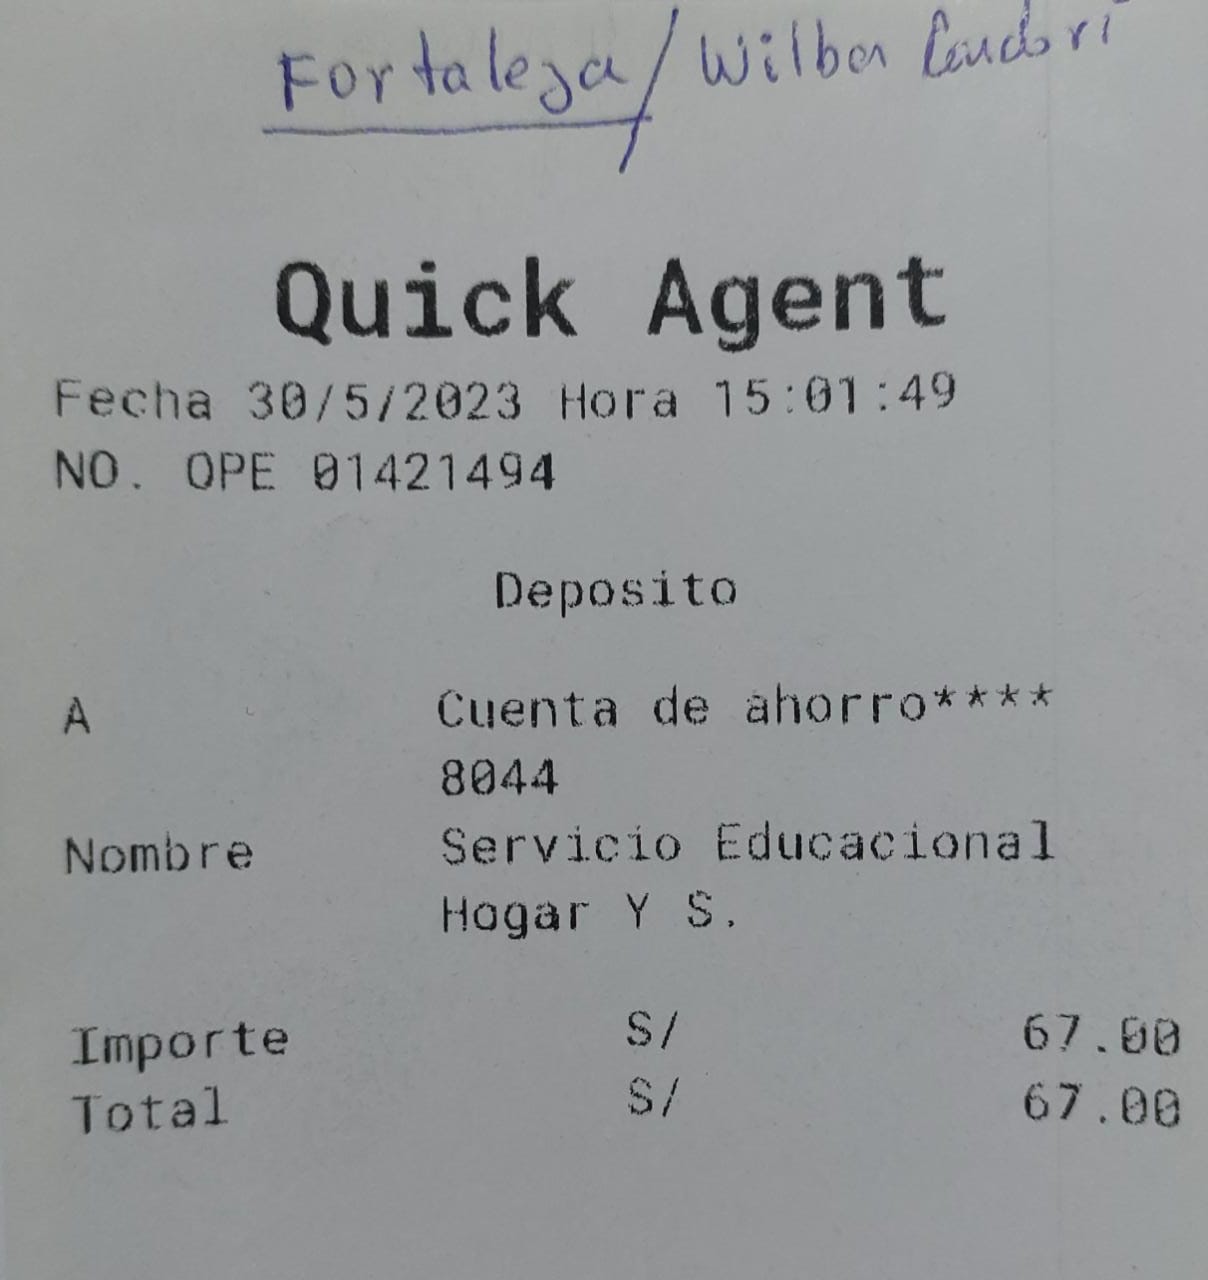 Fortaleza / Wilber Condori
Quick Agent
Fecha 30/5/2023 Hora 15:01:49
NO. OPE 01421494
Deposito
A Cuenta de ahorro****
8044
Nombre Servicio Educacional
Hogar Y S.
Importe S/ 67.00
Total S/ 67.00